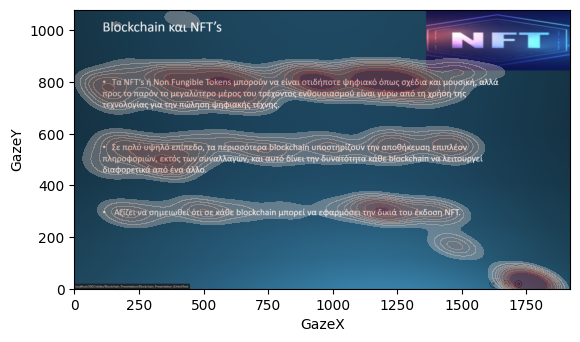 Blockchain και NFT's
NFT
• Τα NFT's ή Non Fungible Tokens μπορούν να είναι οτιδήποτε ψηφιακό όπως σχέδια και μουσική, αλλά
προς το παρόν το μεγαλύτερο μέρος του τρέχοντος ενθουσιασμού είναι γύρω από τη χρήση της
τεχνολογίας για την πώληση ψηφιακής τέχνης.
• Σε πολύ υψηλό επίπεδο, τα περισσότερα blockchain υποστηρίζουν την αποθήκευση επιπλέον
πληροφοριών, εκτός των συναλλαγών, και αυτό δίνει την δυνατότητα κάθε blockchain να λειτουργεί
διαφορετικά από ένα άλλο.
• Αξίζει να σημειωθεί ότι σε κάθε blockchain μπορεί να εφαρμόσει την δικιά του έκδοση NFT.
GazeY
1000
800
600
400
200
0
0
250
500
750
1000
1250
1500
1750
GazeX